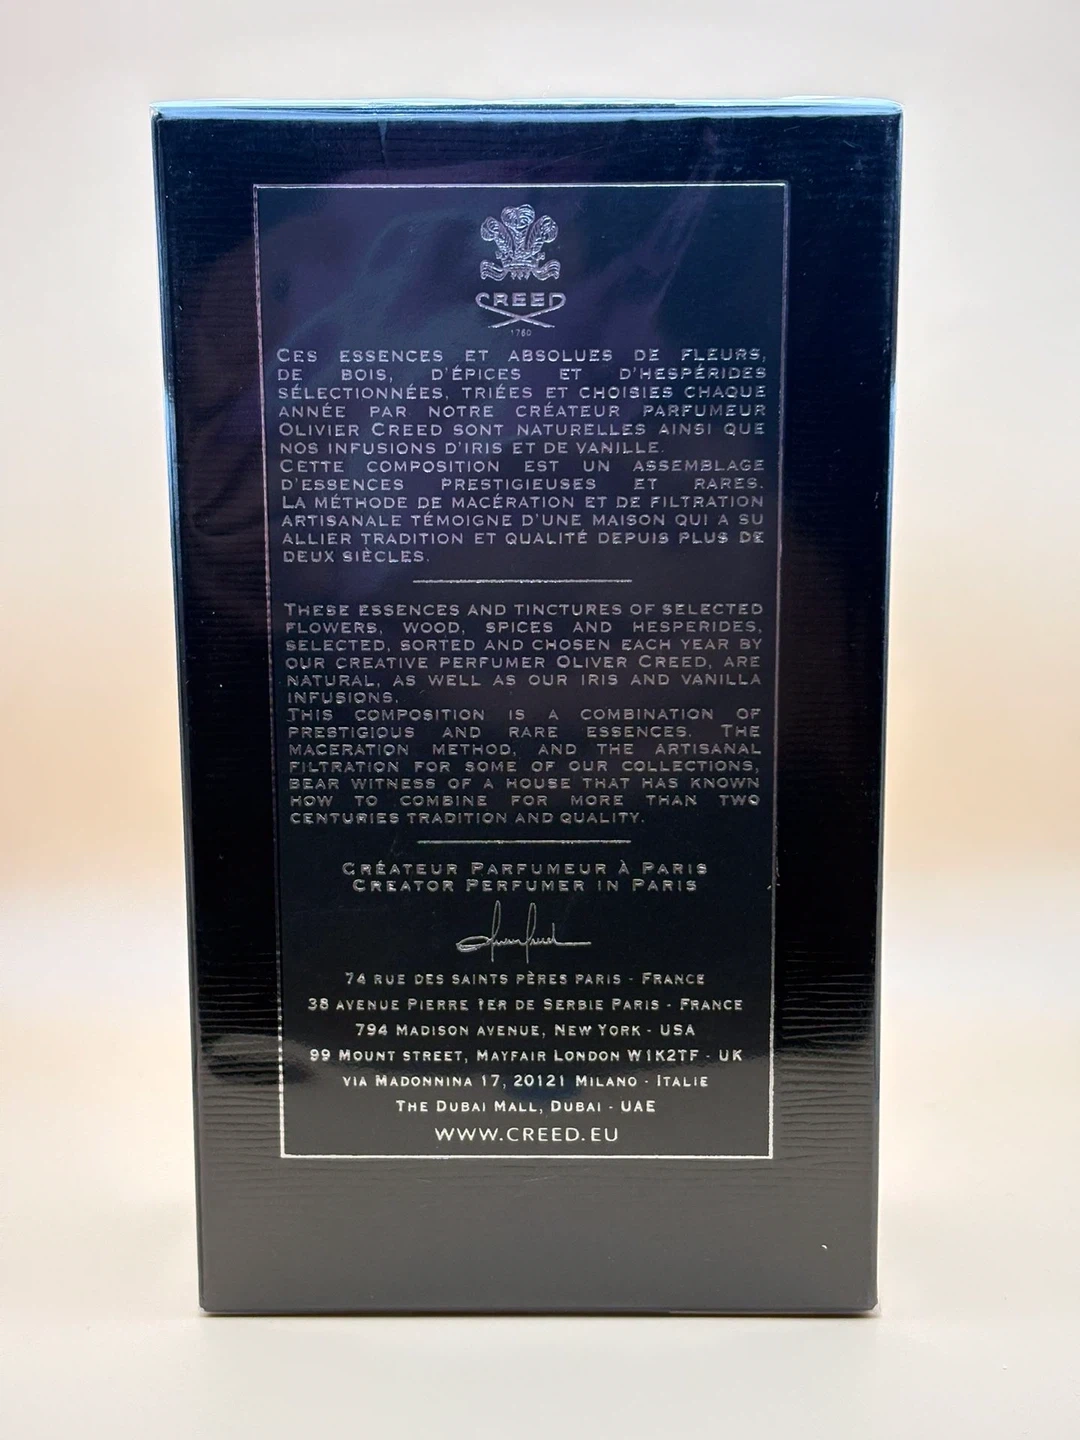 CREED
1760
CES ESSENCES ET ABSOLUES DE FLEURS,
DE BOIS, D'ÉPICES ET D'HESPÉRIDES
SÉLECTIONNÉES, TRIÉES ET CHOISIES CHAQUE
ANNÉE PAR NOTRE CRÉATEUR PARFUMEUR
OLIVIER CREED SONT NATURELLES AINSI QUE
NOS INFUSIONS D'IRIS ET DE VANILLE.
CETTE COMPOSITION EST UN ASSEMBLAGE
D'ESSENCES PRESTIGIEUSES ET RARES.
LA MÉTHODE DE MACÉRATION ET DE FILTRATION
ARTISANALE TÉMOIGNE D'UNE MAISON QUI A SU
ALLIER TRADITION ET QUALITÉ DEPUIS PLUS DE
DEUX SIÈCLES.
THESE ESSENCES AND TINCTURES OF SELECTED
FLOWERS, WOOD, SPICES AND HESPERIDES,
SELECTED, SORTED AND CHOSEN EACH YEAR BY
OUR CREATIVE PERFUMER OLIVER CREED, ARE
NATURAL, AS WELL AS OUR IRIS AND VANILLA
INFUSIONS.
THIS COMPOSITION IS A COMBINATION OF
PRESTIGIOUS AND RARE ESSENCES. THE
MACERATION METHOD, AND THE ARTISANAL
FILTRATION FOR SOME OF OUR COLLECTIONS,
BEAR WITNESS OF A HOUSE THAT HAS KNOWN
HOW TO COMBINE FOR MORE THAN TWO
CENTURIES TRADITION AND QUALITY.
CRÉATEUR PARFUMEUR À PARIS
CREATOR PERFUMER IN PARIS
74 RUE DES SAINTS PÈRES PARIS - FRANCE
38 AVENUE PIERRE 1ER DE SERBIE PARIS - FRANCE
794 MADISON AVENUE, NEW YORK - USA
99 MOUNT STREET, MAYFAIR LONDON W1K2TF - UK
VIA MADONNINA 17, 20121 MILANO - ITALIE
THE DUBAI MALL, DUBAI - UAE
WWW.CREED.EU